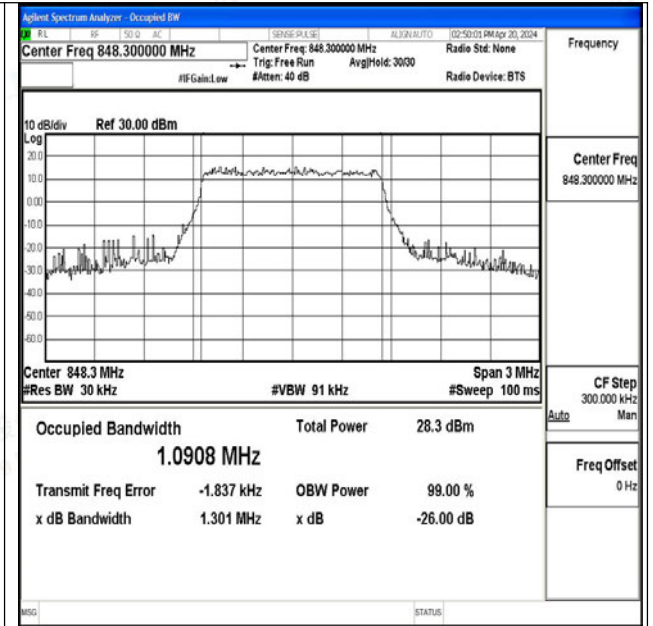 Agilent Spectrum Analyzer - Occupied BW
RL RF 50 Ω AC SENSE:PULSE ALIGN AUTO 02:50:01 PM Apr 20, 2024
Center Freq 848.300000 MHz
Center Freq: 848.300000 MHz
Radio Std: None
Frequency
Trig: Free Run Avg|Hold: 30/30
#IFGain:Low #Atten: 40 dB Radio Device: BTS
10 dB/div Ref 30.00 dBm
Log
20.0
10.0
0.00
-10.0
-20.0
-30.0
-40.0
-50.0
-60.0
Center Freq
848.300000 MHz
Center 848.3 MHz Span 3 MHz
#Res BW 30 kHz #VBW 91 kHz #Sweep 100 ms
CF Step
300.000 kHz
Auto Man
Occupied Bandwidth Total Power 28.3 dBm
1.0908 MHz
Transmit Freq Error -1.837 kHz OBW Power 99.00 %
x dB Bandwidth 1.301 MHz x dB -26.00 dB
Freq Offset
0 Hz
MSG STATUS